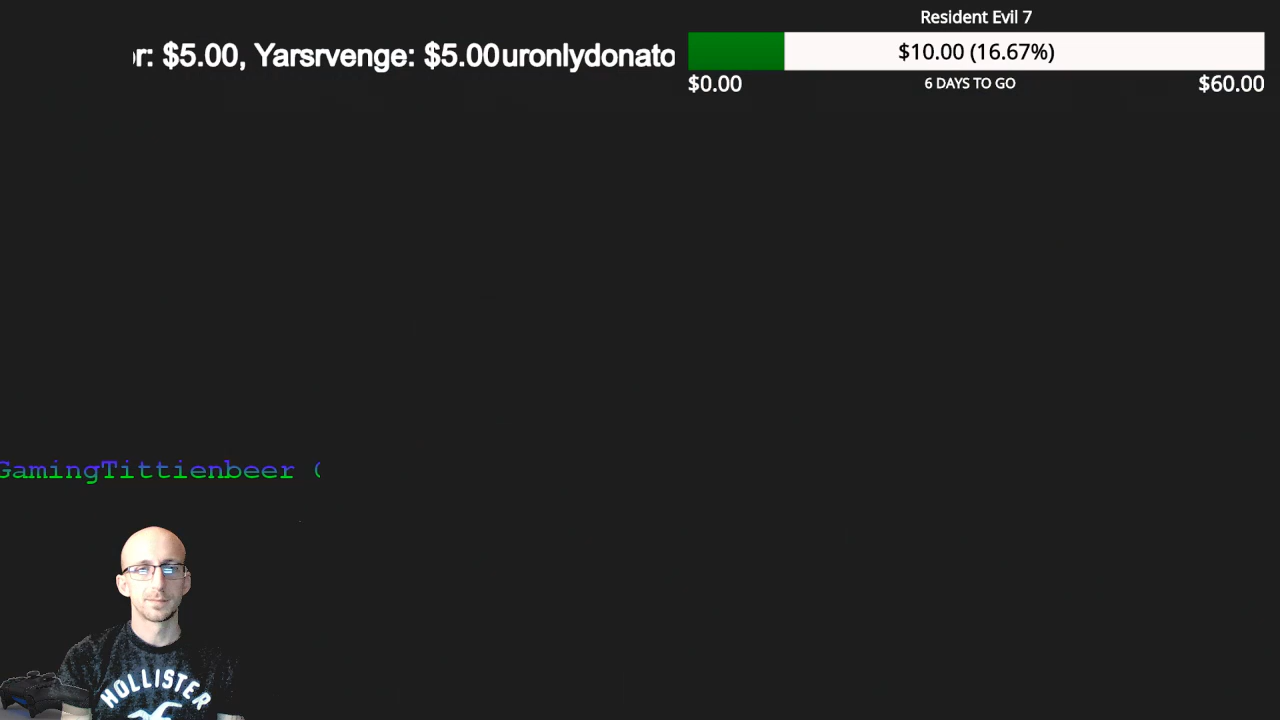 Resident Evil 7
r: $5.00, Yarsrvenge: $5.00uronlydonato
$10.00 (16.67%)
$0.00
6 DAYS TO GO
$60.00
GamingTittienbeer (
HOLLISTER